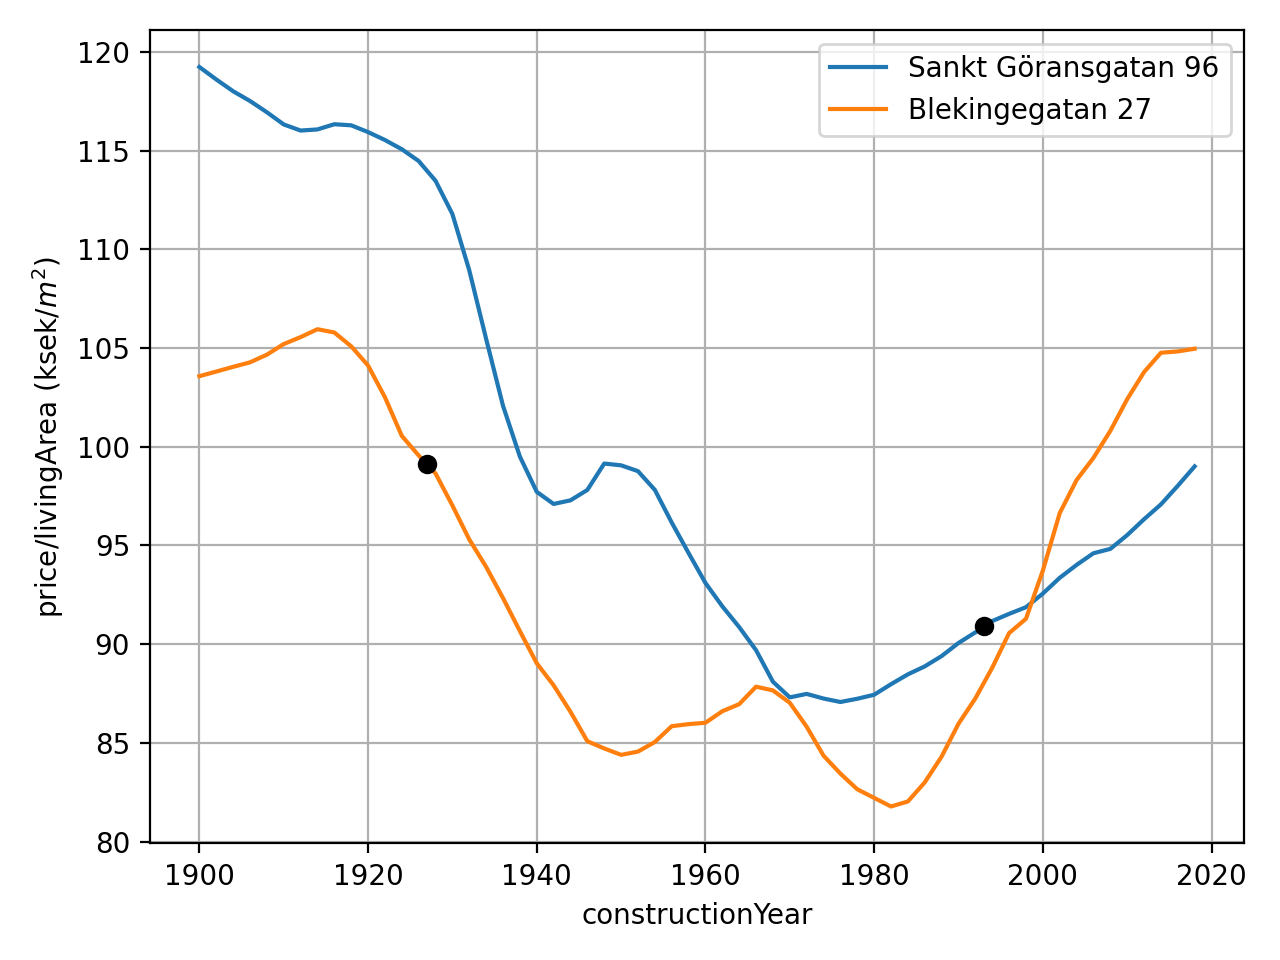 Sankt Göransgatan 96
Blekingegatan 27
120
115
110
105
100
95
90
85
80
price/livingArea (ksek/m²)
1900 1920 1940 1960 1980 2000 2020
constructionYear